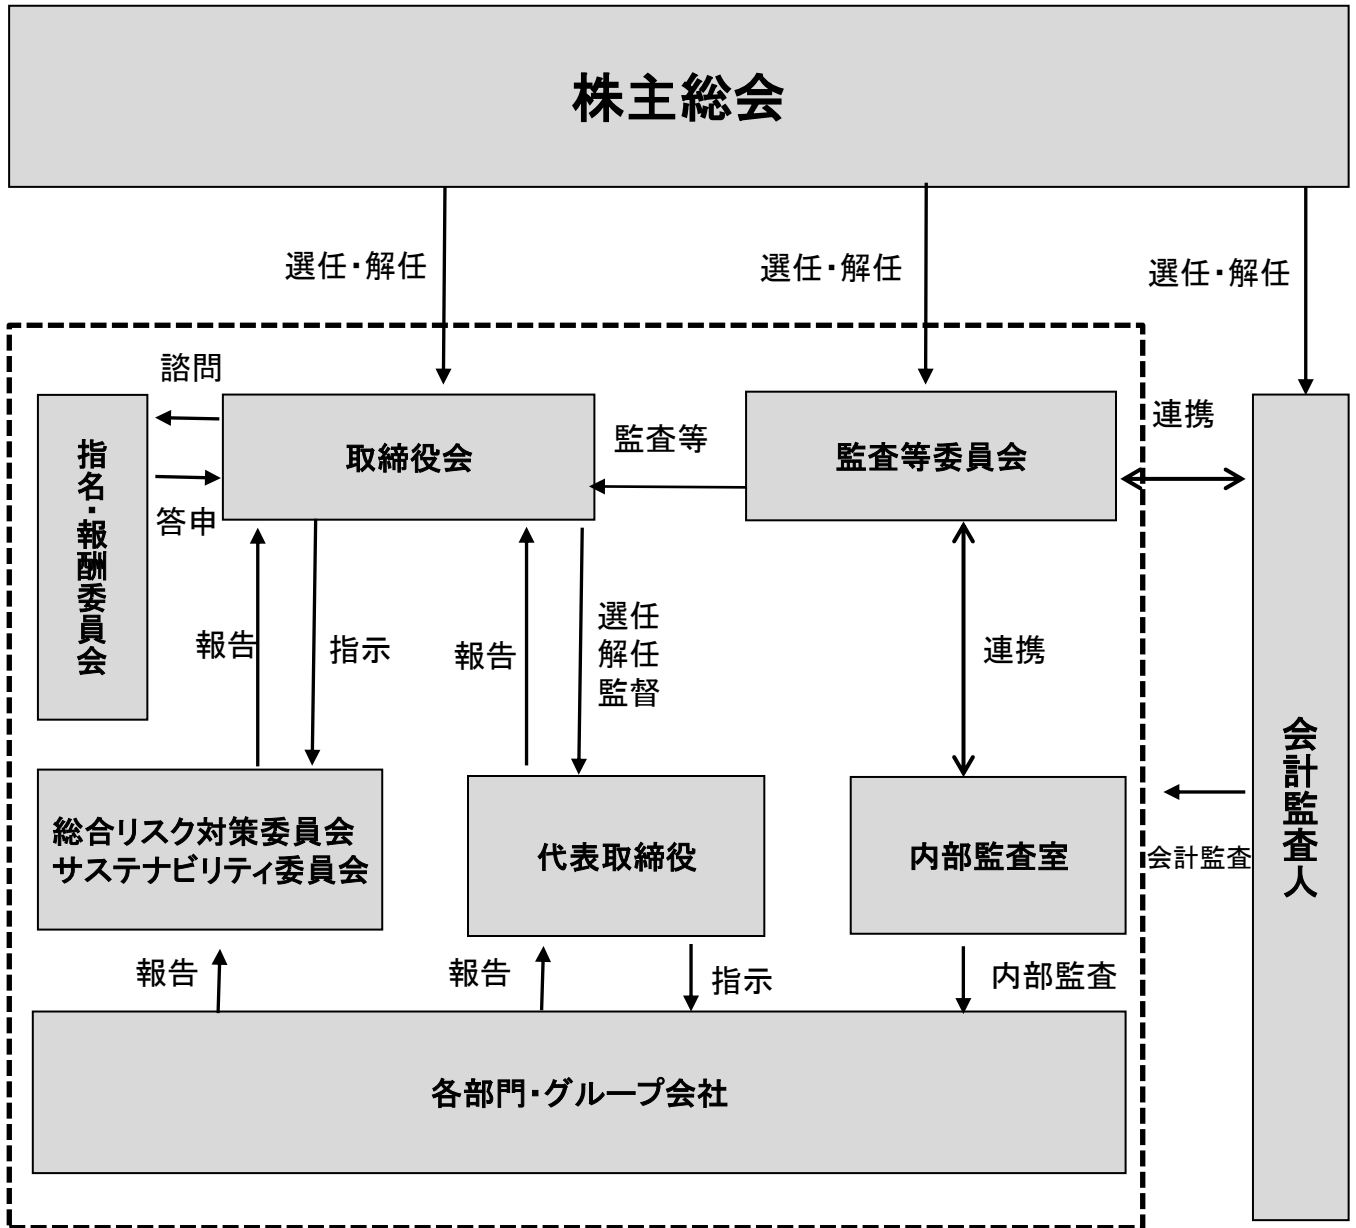 株主総会
選任・解任
選任・解任
選任・解任
諮問
指名・報酬委員会
答申
取締役会
監査等
監査等委員会
連携
報告
指示
報告
選任
解任
監督
連携
会計監査人
総合リスク対策委員会
サステナビリティ委員会
代表取締役
内部監査室
会計監査
報告
報告
指示
内部監査
各部門・グループ会社